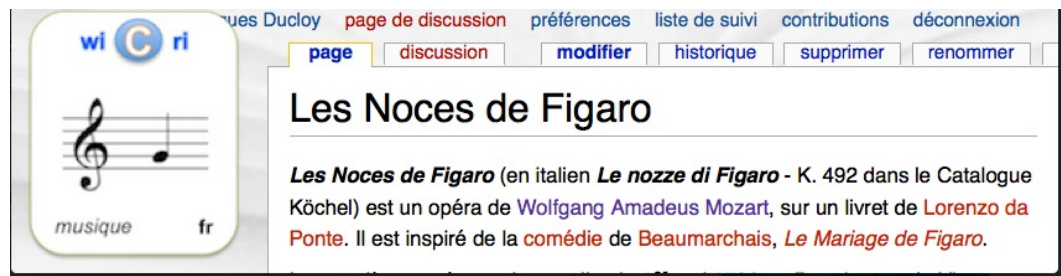 ques Ducloy page de discussion préférences liste de suivi contributions déconnexion
wi C ri
page discussion modifier historique supprimer renommer
Les Noces de Figaro
Les Noces de Figaro (en italien Le nozze di Figaro - K. 492 dans le Catalogue
Köchel) est un opéra de Wolfgang Amadeus Mozart, sur un livret de Lorenzo da
Ponte. Il est inspiré de la comédie de Beaumarchais, Le Mariage de Figaro.
musique fr